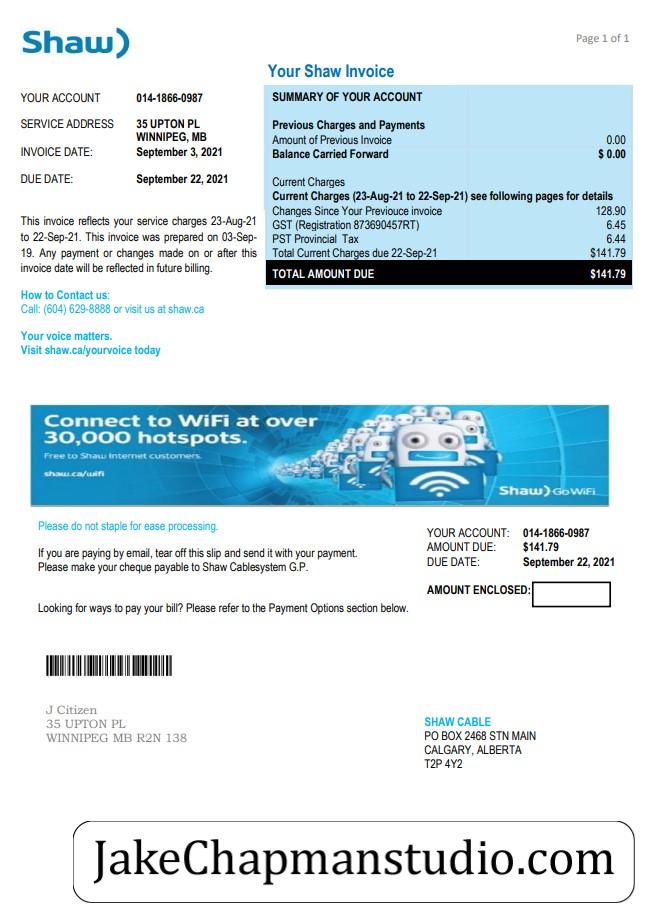 Shaw)
Page 1 of 1
Your Shaw Invoice
YOUR ACCOUNT 014-1866-0987
SERVICE ADDRESS 35 UPTON PL
WINNIPEG, MB
INVOICE DATE: September 3, 2021
DUE DATE: September 22, 2021
This invoice reflects your service charges 23-Aug-21
to 22-Sep-21. This invoice was prepared on 03-Sep-
19. Any payment or changes made on or after this
invoice date will be reflected in future billing.
How to Contact us:
Call: (604) 629-8888 or visit us at shaw.ca
Your voice matters.
Visit shaw.ca/yourvoice today
SUMMARY OF YOUR ACCOUNT
Previous Charges and Payments
Amount of Previous Invoice 0.00
Balance Carried Forward $ 0.00
Current Charges
Current Charges (23-Aug-21 to 22-Sep-21) see following pages for details
Changes Since Your Previouce invoice 128.90
GST (Registration 873690457RT) 6.45
PST Provincial Tax 6.44
Total Current Charges due 22-Sep-21 $141.79
TOTAL AMOUNT DUE $141.79
Connect to WiFi at over
30,000 hotspots.
Free to Shaw Internet customers.
shaw.ca/wifi
Shaw) Go WiFi
Please do not staple for ease processing.
If you are paying by email, tear off this slip and send it with your payment.
Please make your cheque payable to Shaw Cablesystem G.P.
Looking for ways to pay your bill? Please refer to the Payment Options section below.
YOUR ACCOUNT: 014-1866-0987
AMOUNT DUE: $141.79
DUE DATE: September 22, 2021
AMOUNT ENCLOSED:
J Citizen
35 UPTON PL
WINNIPEG MB R2N 138
SHAW CABLE
PO BOX 2468 STN MAIN
CALGARY, ALBERTA
T2P 4Y2
JakeChapmanstudio.com